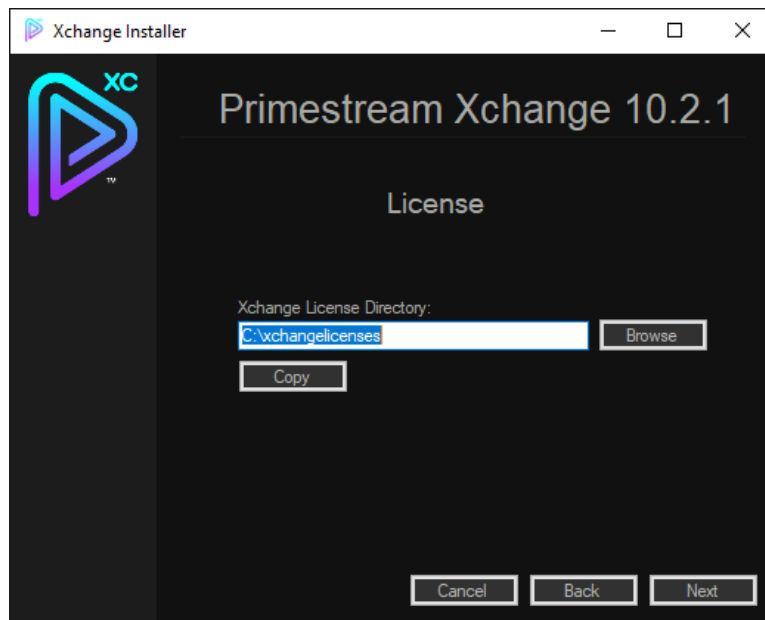 Xchange Installer
XC
TM
Primestream Xchange 10.2.1
License
Xchange License Directory:
C:\xchangelicenses
Browse
Copy
Cancel
Back
Next